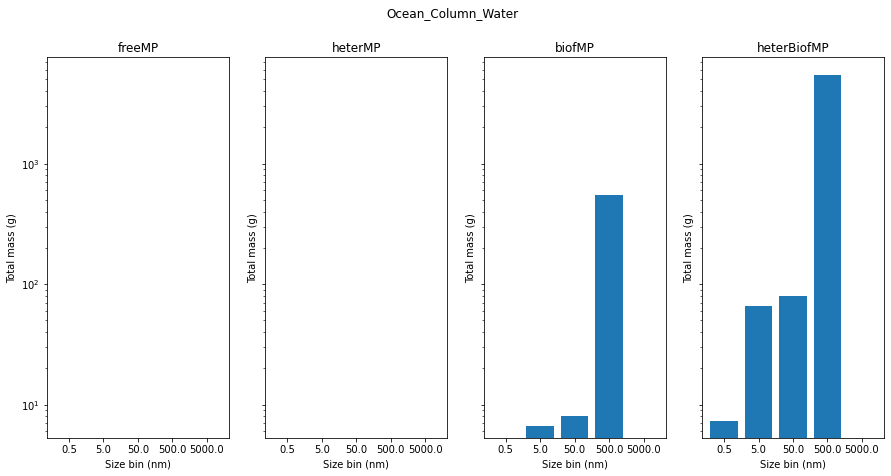 Ocean_Column_Water
freeMP
heterMP
biofMP
heterBiofMP
Total mass (g)
10³
10²
10¹
0.5 5.0 50.0 500.0 5000.0
Size bin (nm)
Total mass (g)
0.5 5.0 50.0 500.0 5000.0
Size bin (nm)
Total mass (g)
0.5 5.0 50.0 500.0 5000.0
Size bin (nm)
Total mass (g)
0.5 5.0 50.0 500.0 5000.0
Size bin (nm)